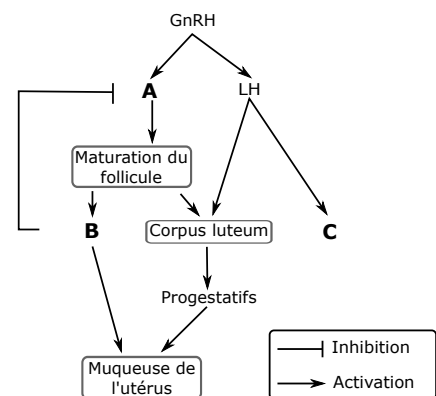 GnRH
A
LH
Maturation du
follicule
B
Corpus luteum
C
Progestatifs
Muqueuse de
l'utérus
Inhibition
Activation